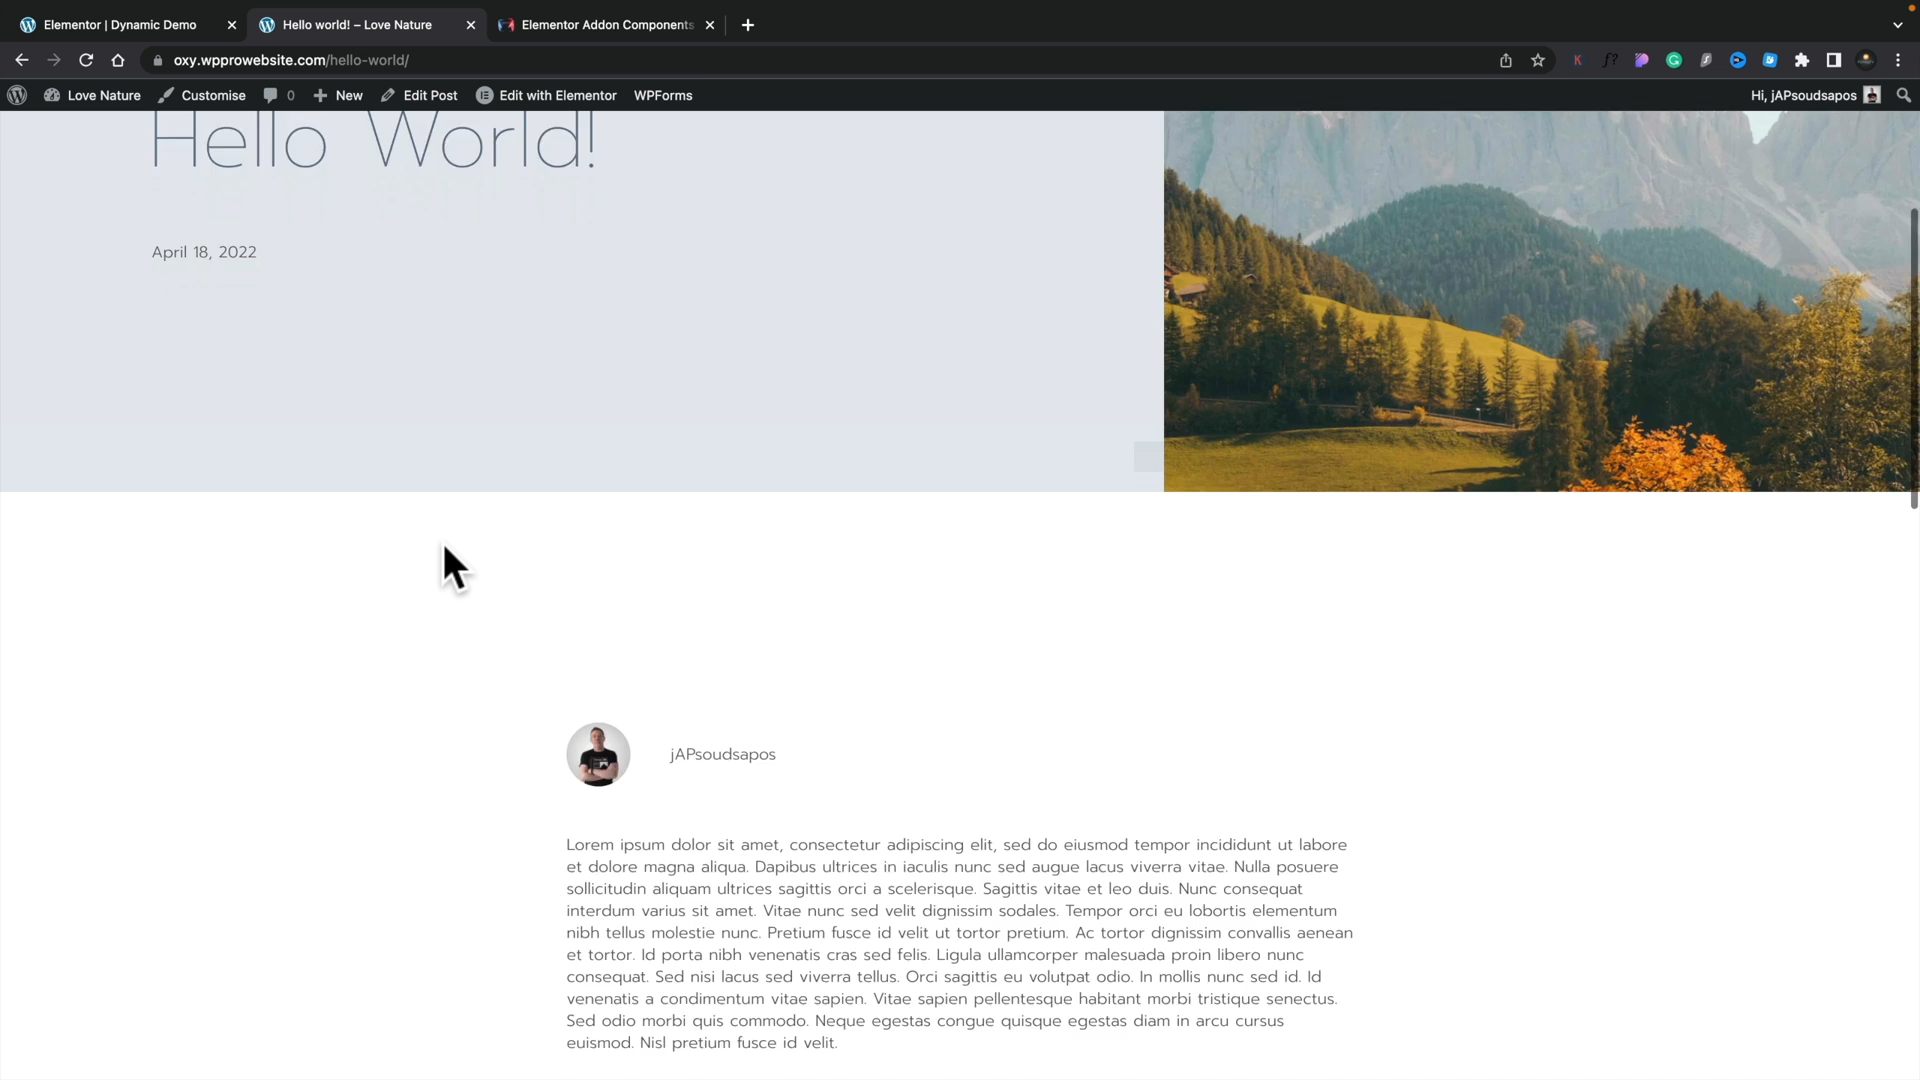 Elementor | Dynamic Demo
Hello world! – Love Nature
Elementor Addon Components
oxy.wpprowebsite.com/hello-world/
Love Nature
Customise
0
New
Edit Post
Edit with Elementor
WPForms
Hi, jAPsoudsapos
Hello World!
April 18, 2022
jAPsoudsapos
Lorem ipsum dolor sit amet, consectetur adipiscing elit, sed do eiusmod tempor incididunt ut labore
et dolore magna aliqua. Dapibus ultrices in iaculis nunc sed augue lacus viverra vitae. Nulla posuere
sollicitudin aliquam ultrices sagittis orci a scelerisque. Sagittis vitae et leo duis. Nunc consequat
interdum varius sit amet. Vitae nunc sed velit dignissim sodales. Tempor orci eu lobortis elementum
nibh tellus molestie nunc. Pretium fusce id velit ut tortor pretium. Ac tortor dignissim convallis aenean
et tortor. Id porta nibh venenatis cras sed felis. Ligula ullamcorper malesuada proin libero nunc
consequat. Sed nisi lacus sed viverra tellus. Orci sagittis eu volutpat odio. In mollis nunc sed id. Id
venenatis a condimentum vitae sapien. Vitae sapien pellentesque habitant morbi tristique senectus.
Sed odio morbi quis commodo. Neque egestas congue quisque egestas diam in arcu cursus
euismod. Nisl pretium fusce id velit.